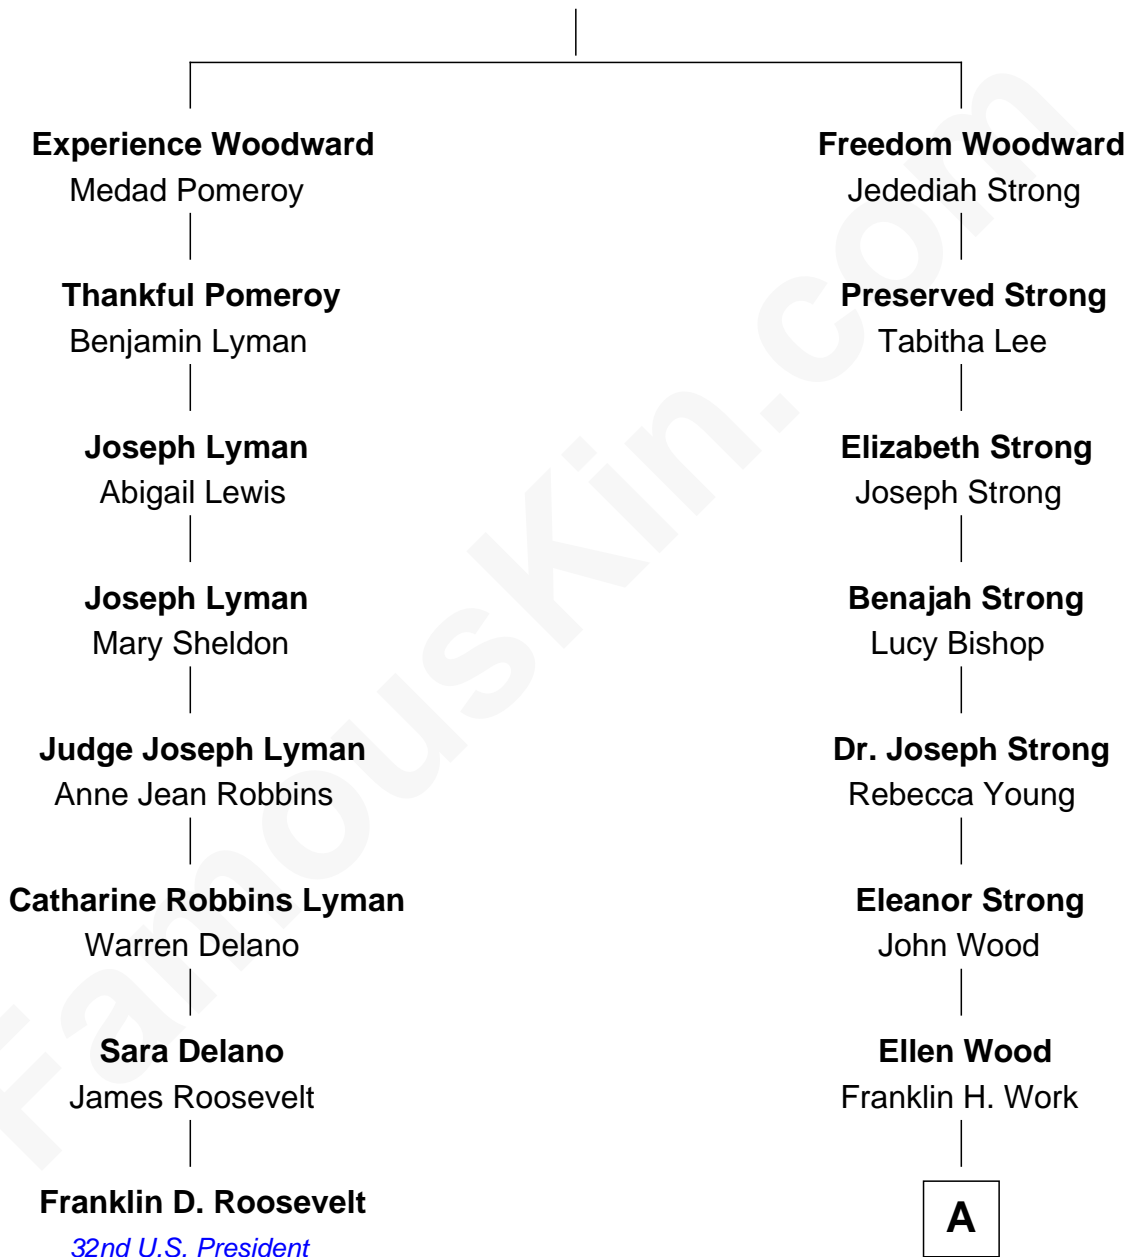 Experience Woodward
Medad Pomeroy
Thankful Pomeroy
Benjamin Lyman
Joseph Lyman
Abigail Lewis
Joseph Lyman
Mary Sheldon
Judge Joseph Lyman
Anne Jean Robbins
Catharine Robbins Lyman
Warren Delano
Sara Delano
James Roosevelt
Franklin D. Roosevelt
32nd U.S. President
Freedom Woodward
Jedediah Strong
Preserved Strong
Tabitha Lee
Elizabeth Strong
Joseph Strong
Benajah Strong
Lucy Bishop
Dr. Joseph Strong
Rebecca Young
Eleanor Strong
John Wood
Ellen Wood
Franklin H. Work
A
FamousKin.com